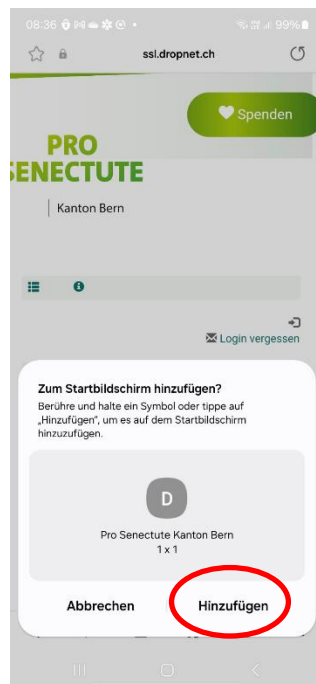 08:36 99%
ssl.dropnet.ch
Spenden
PRO
SENECTUTE
Kanton Bern
Login vergessen
Zum Startbildschirm hinzufügen?
Berühre und halte ein Symbol oder tippe auf
„Hinzufügen", um es auf dem Startbildschirm
hinzuzufügen.
D
Pro Senectute Kanton Bern
1 x 1
Abbrechen Hinzufügen